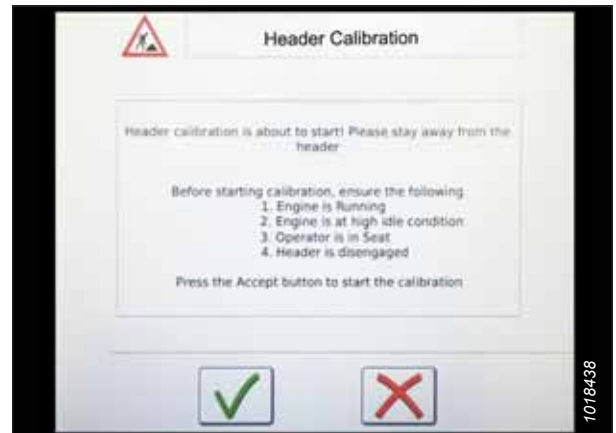 Header Calibration
Header calibration is about to start! Please stay away from the
header
Before starting calibration, ensure the following
1. Engine is Running
2. Engine is at high idle condition
3. Operator is in Seat
4. Header is disengaged
Press the Accept button to start the calibration
1018438